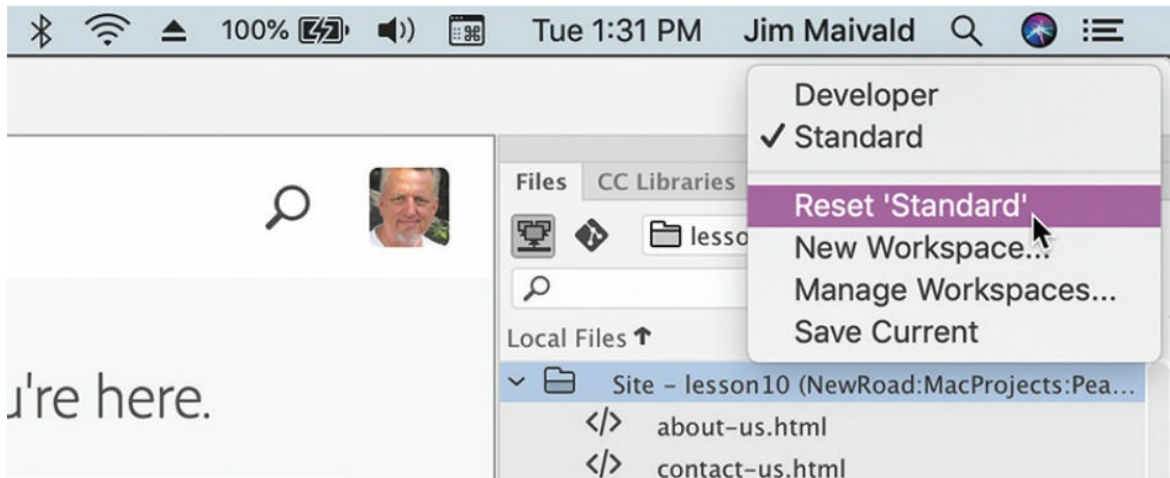 100%
Tue 1:31 PM
Jim Maivald
Developer
✓ Standard
Reset 'Standard'
New Workspace...
Manage Workspaces...
Save Current
Files
CC Libraries
Local Files ↑
Site – lesson10 (NewRoad:MacProjects:Pea...
</> about-us.html
</> contact-us.html
u're here.